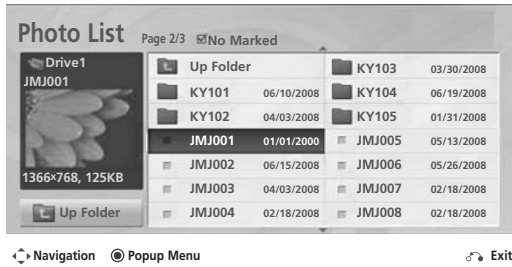 Photo List Page 2/3 No Marked
Drive1
JMJ001
1366×768, 125KB
Up Folder
Up Folder
KY101 06/10/2008
KY102 04/03/2008
JMJ001 01/01/2000
JMJ002 06/15/2008
JMJ003 04/03/2008
JMJ004 02/18/2008
KY103 03/30/2008
KY104 06/19/2008
KY105 01/31/2008
JMJ005 05/13/2008
JMJ006 05/26/2008
JMJ007 02/18/2008
JMJ008 02/18/2008
Navigation Popup Menu Exit